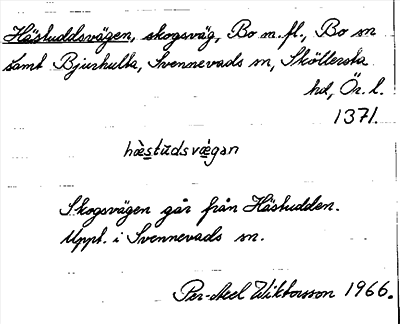 Hästuddsvägen, skogsväg, Bo m.fl., Bo sn
samt Bjurhulta, Svennevads sn, Sköllersta
hd, Ör. l.
1371.
hàstùdsvǽgan
Skogsvägen går från Hästudden.
Uppt. i Svennevads sn.
Per-Axel Wiktorsson 1966.